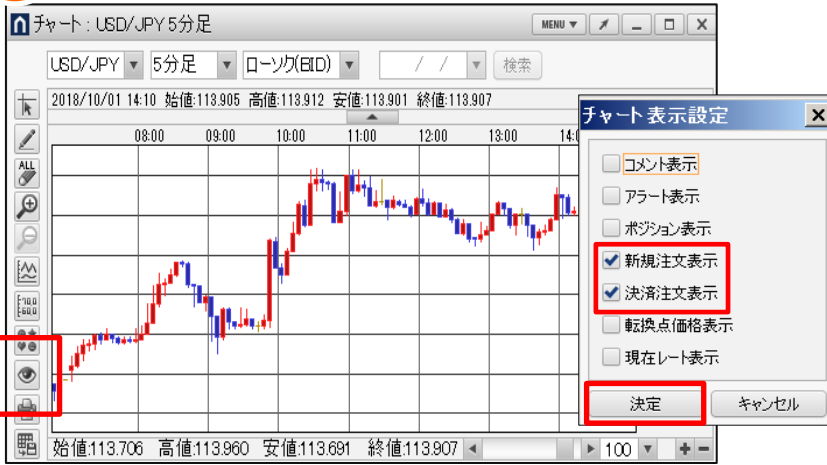 チャート : USD/JPY 5分足
MENU
USD/JPY 5分足 ローソク(BID) / / 検索
2018/10/01 14:10 始値:113.905 高値:113.912 安値:113.901 終値:113.907
08:00 09:00 10:00 11:00 12:00 13:00 14:0
ALL
チャート表示設定
コメント表示
アラート表示
ポジション表示
新規注文表示
決済注文表示
転換点価格表示
現在レート表示
決定 キャンセル
始値:113.706 高値:113.960 安値:113.691 終値:113.907 100